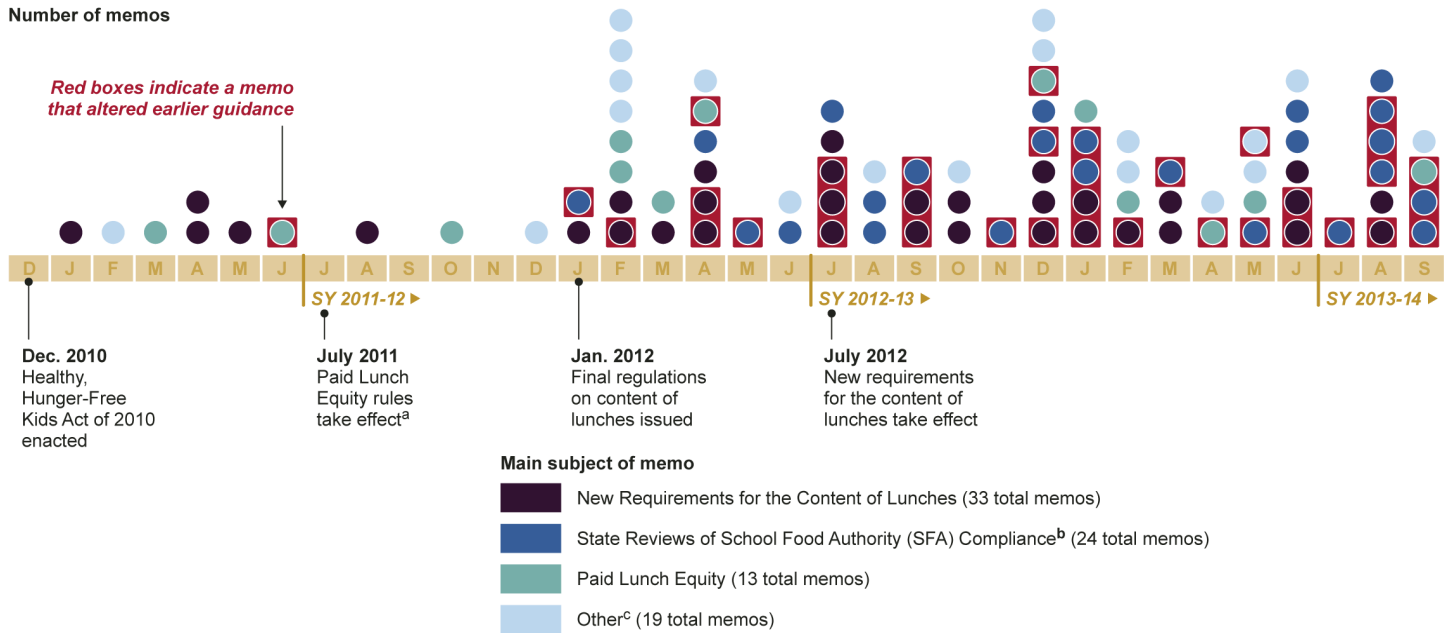 Number of memos
Red boxes indicate a memo
that altered earlier guidance
D J F M A M J J A S O N D J F M A M J J A S O N D J F M A M J J A S
SY 2011-12 ▶ SY 2012-13 ▶ SY 2013-14 ▶
Dec. 2010
Healthy,
Hunger-Free
Kids Act of 2010
enacted
July 2011
Paid Lunch
Equity rules
take effectᵃ
Jan. 2012
Final regulations
on content of
lunches issued
July 2012
New requirements
for the content of
lunches take effect
Main subject of memo
New Requirements for the Content of Lunches (33 total memos)
State Reviews of School Food Authority (SFA) Complianceᵇ (24 total memos)
Paid Lunch Equity (13 total memos)
Otherᶜ (19 total memos)